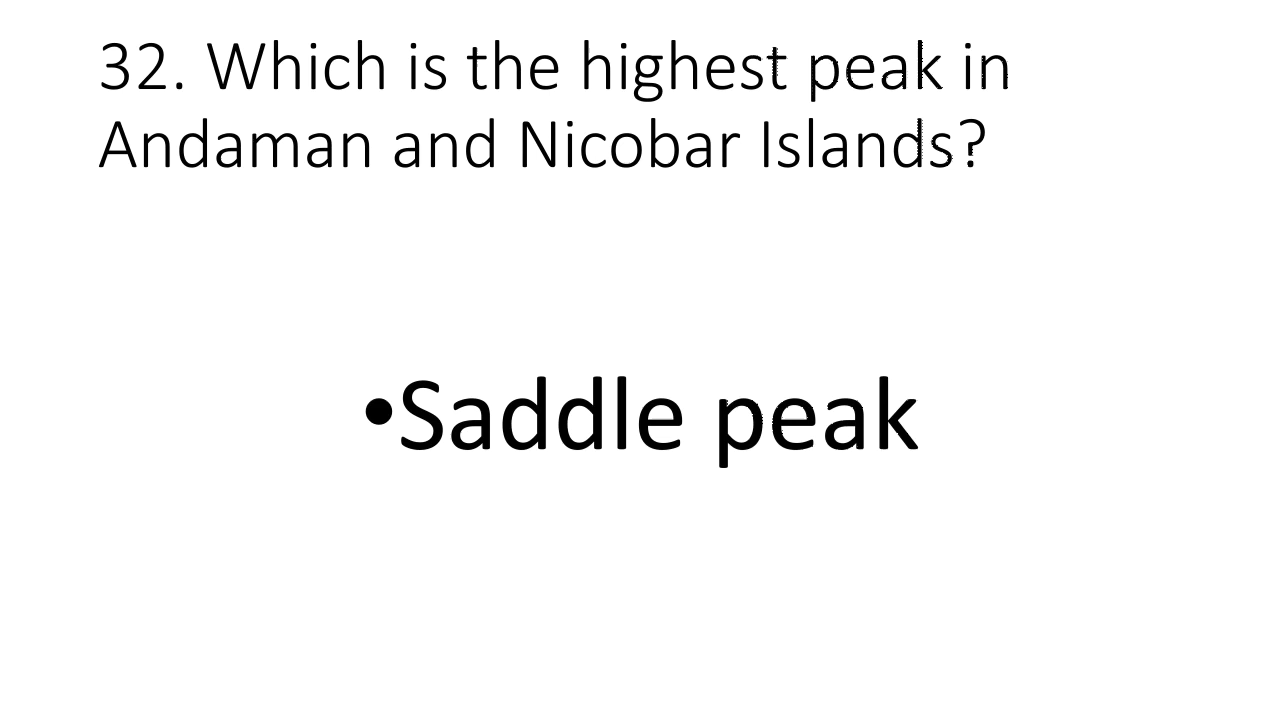 32. Which is the highest peak in
Andaman and Nicobar Islands?
•Saddle peak